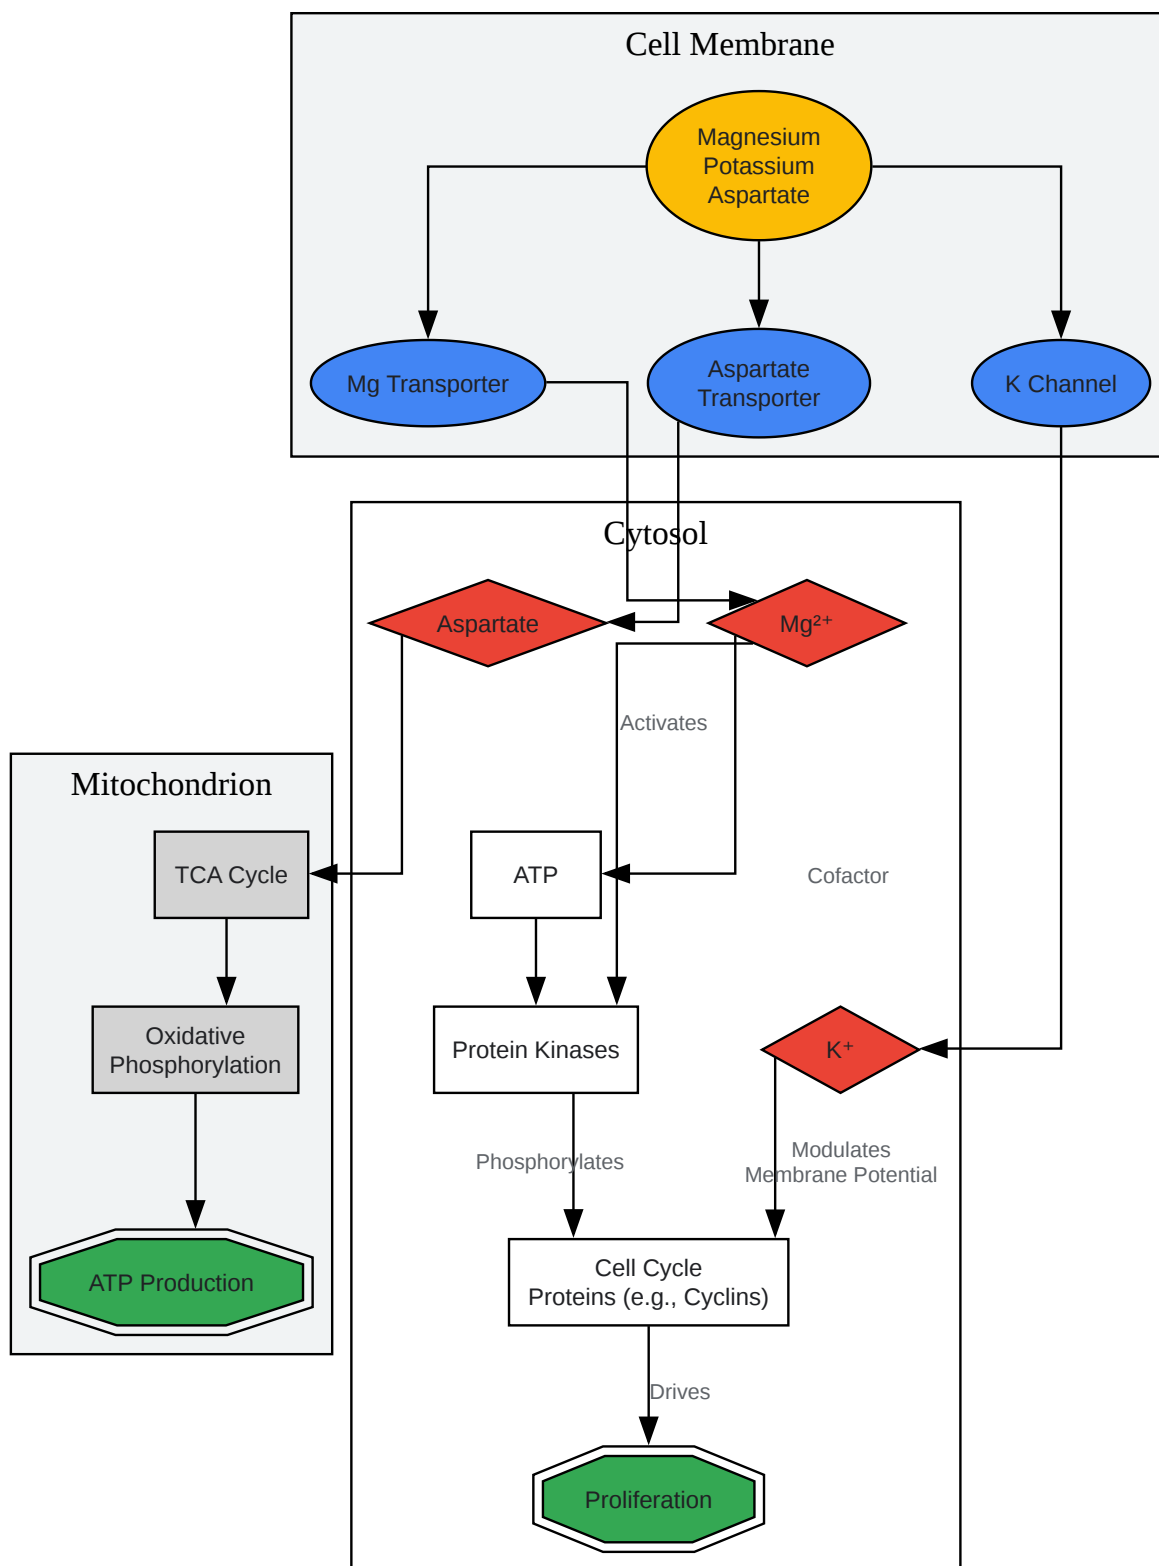 Cell Membrane
Magnesium
Potassium
Aspartate
Mg Transporter
Aspartate
Transporter
K Channel
Cytosol
Aspartate
Mg²⁺
Activates
Mitochondrion
TCA Cycle
ATP
Cofactor
Oxidative
Phosphorylation
Protein Kinases
K⁺
Phosphorylates
Modulates
Membrane Potential
ATP Production
Cell Cycle
Proteins (e.g., Cyclins)
Drives
Proliferation